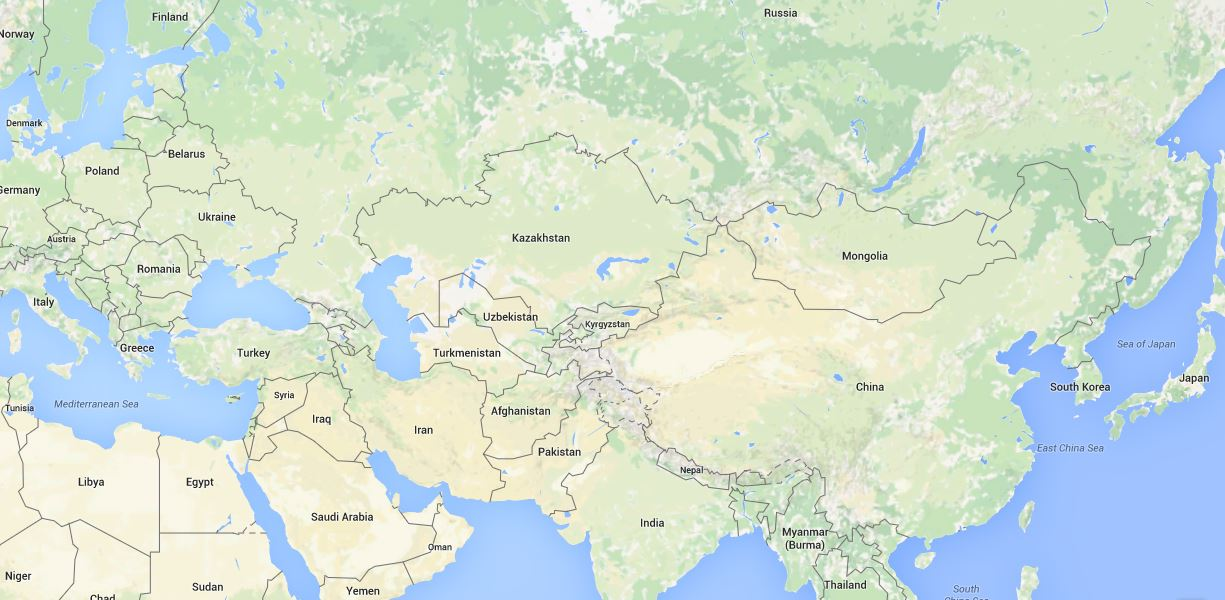 Finland
Russia
Norway
Denmark
Belarus
Poland
Germany
Ukraine
Austria
Kazakhstan
Mongolia
Romania
Italy
Uzbekistan
Kyrgyzstan
Greece
Turkey
Turkmenistan
Sea of Japan
Japan
South Korea
China
Syria
Tunisia
Mediterranean Sea
Afghanistan
Iraq
Iran
Pakistan
East China Sea
Nepal
Libya
Egypt
Saudi Arabia
India
Myanmar
(Burma)
Oman
Niger
Sudan
Yemen
Thailand
South
China Sea
Chad